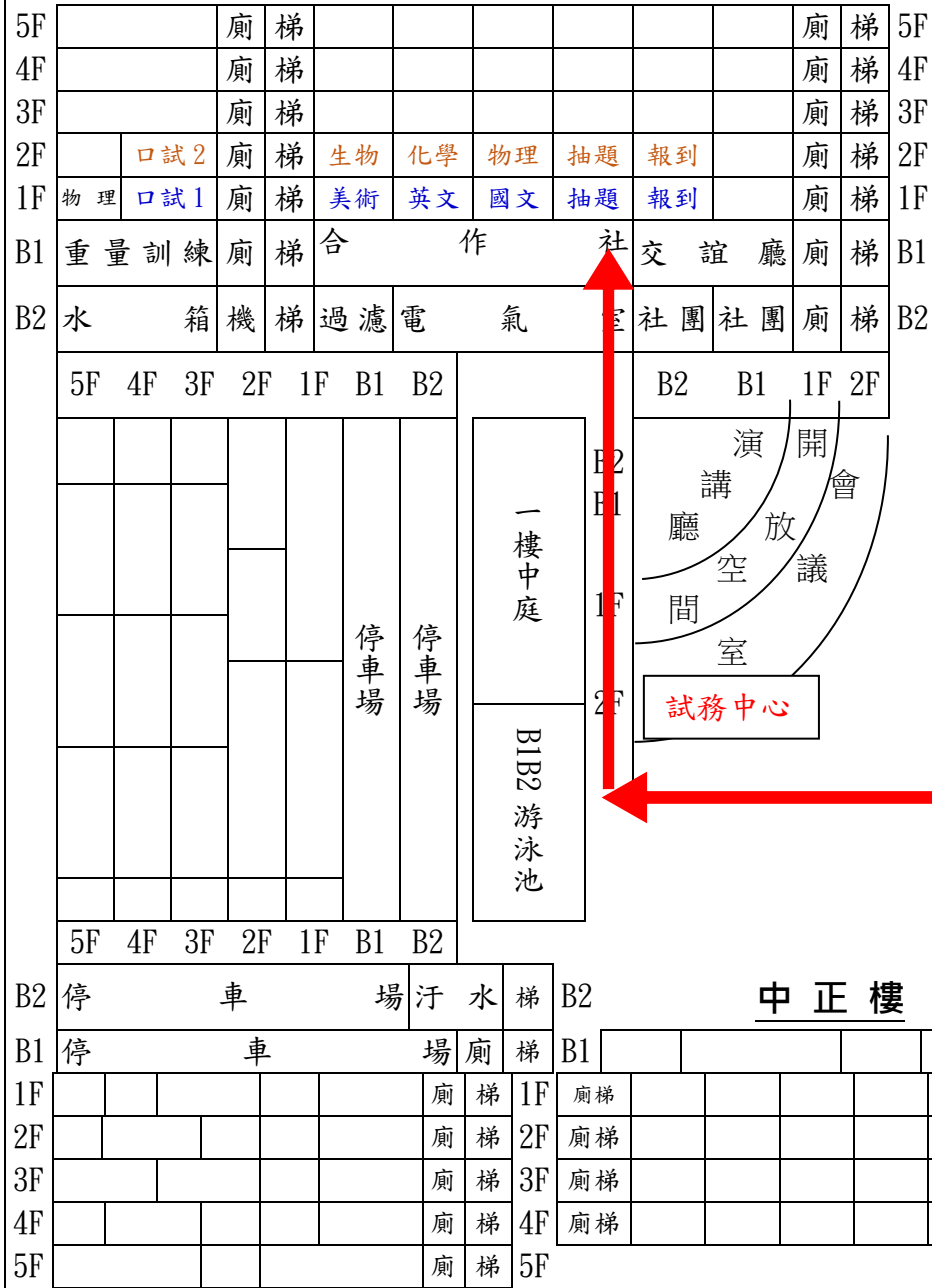 5F 廁 梯 廁 梯 5F
4F 廁 梯 廁 梯 4F
3F 廁 梯 廁 梯 3F
2F 口試2 廁 梯 生物 化學 物理 抽題 報到 廁 梯 2F
1F 物理 口試1 廁 梯 美術 英文 國文 抽題 報到 廁 梯 1F
B1 重量訓練 廁 梯 合作社 交誼廳 廁 梯 B1
B2 水箱 機 梯 過濾 電氣室 社團 社團 廁 梯 B2
5F 4F 3F 2F 1F B1 B2
B2 B1 1F 2F
停車場
停車場
一樓中庭
B1B2游泳池
B2
B1
1F
2F
演講廳
開放空間
會議室
試務中心
5F 4F 3F 2F 1F B1 B2
B2 停車場 汙水 梯 B2
中正樓
B1 停車場 廁 梯 B1
1F 廁 梯 1F 廁梯
2F 廁 梯 2F 廁梯
3F 廁 梯 3F 廁梯
4F 廁 梯 4F 廁梯
5F 廁 梯 5F